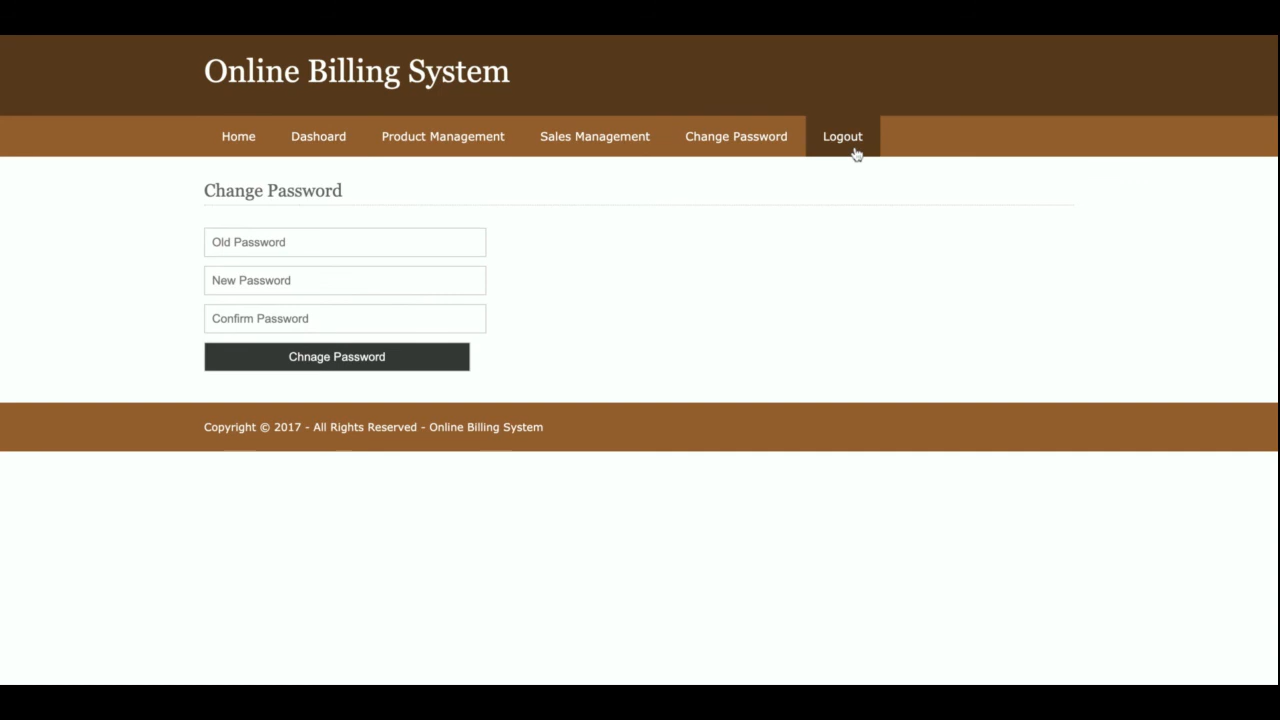 Online Billing System
Home Dashoard Product Management Sales Management Change Password Logout
Change Password
Old Password
New Password
Confirm Password
Chnage Password
Copyright © 2017 - All Rights Reserved - Online Billing System